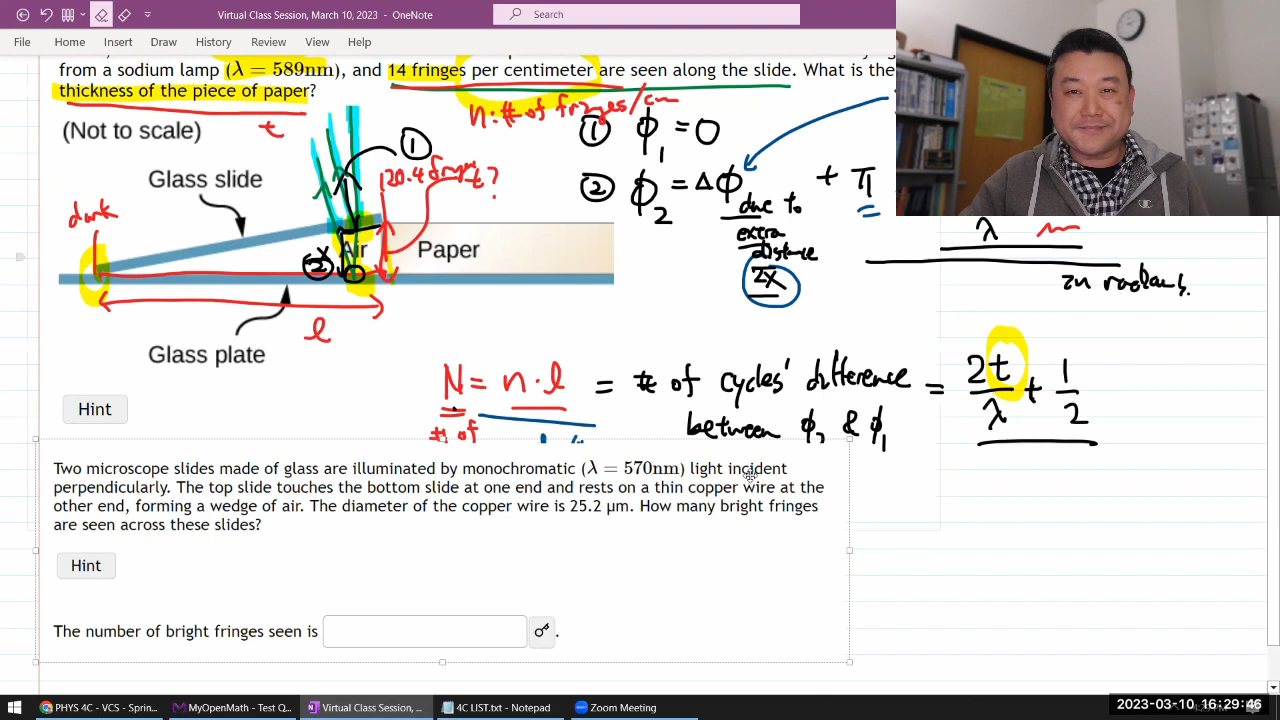 Virtual Class Session, March 10, 2023 - OneNote
Search
File Home Insert Draw History Review View Help
from a sodium lamp (λ = 589nm), and 14 fringes per centimeter are seen along the slide. What is the
thickness of the piece of paper?
t
n: # of fringes/cm
(Not to scale)
① ϕ₁ = 0
② ϕ₂ = Δϕ + π
due to
extra
distance
2x
λ
in radians.
①
Glass slide
20.4 fringes
t?
dark
Air
Paper
②
x
l
Glass plate
N = n · l = # of cycles' difference = 2t/λ + 1/2
between ϕ₂ & ϕ₁
# of
Hint
Two microscope slides made of glass are illuminated by monochromatic (λ = 570nm) light incident
perpendicularly. The top slide touches the bottom slide at one end and rests on a thin copper wire at the
other end, forming a wedge of air. The diameter of the copper wire is 25.2 μm. How many bright fringes
are seen across these slides?
Hint
The number of bright fringes seen is
.
PHYS 4C - VCS - Sprin...
MyOpenMath - Test Q...
Virtual Class Session, ...
4C LIST.txt - Notepad
Zoom Meeting
2023-03-10 16:29:46